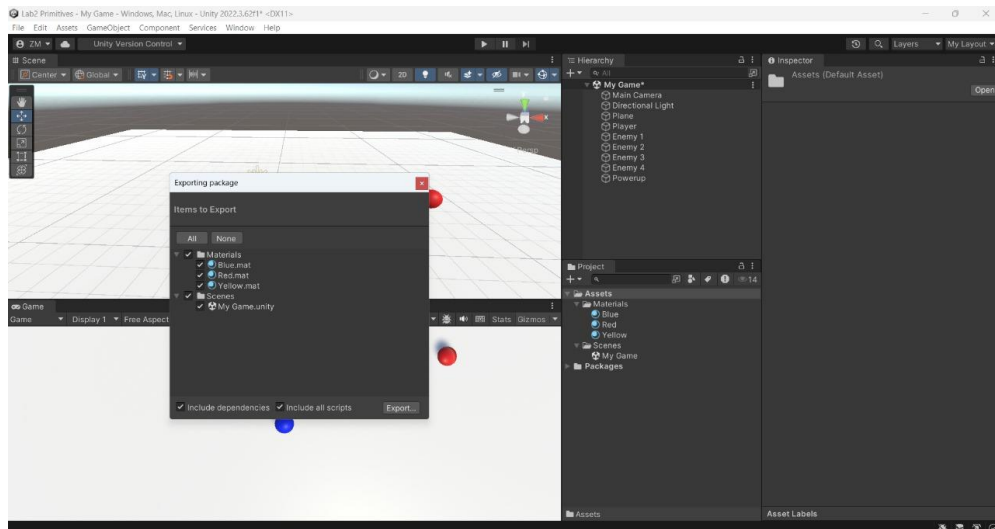 Lab2 Primitives - My Game - Windows, Mac, Linux - Unity 2022.3.62f1* <DX11>
File Edit Assets GameObject Component Services Window Help
ZM Unity Version Control Layers My Layout
Scene
Center Global 2D
Persp
Exporting package
Items to Export
All None
Materials
Blue.mat
Red.mat
Yellow.mat
Scenes
My Game.unity
Include dependencies Include all scripts Export...
Game
Game Display 1 Free Aspect Stats Gizmos
Hierarchy
All
My Game*
Main Camera
Directional Light
Plane
Player
Enemy 1
Enemy 2
Enemy 3
Enemy 4
Powerup
Project
14
Assets
Materials
Blue
Red
Yellow
Scenes
My Game
Packages
Assets
Inspector
Assets (Default Asset)
Open
Asset Labels